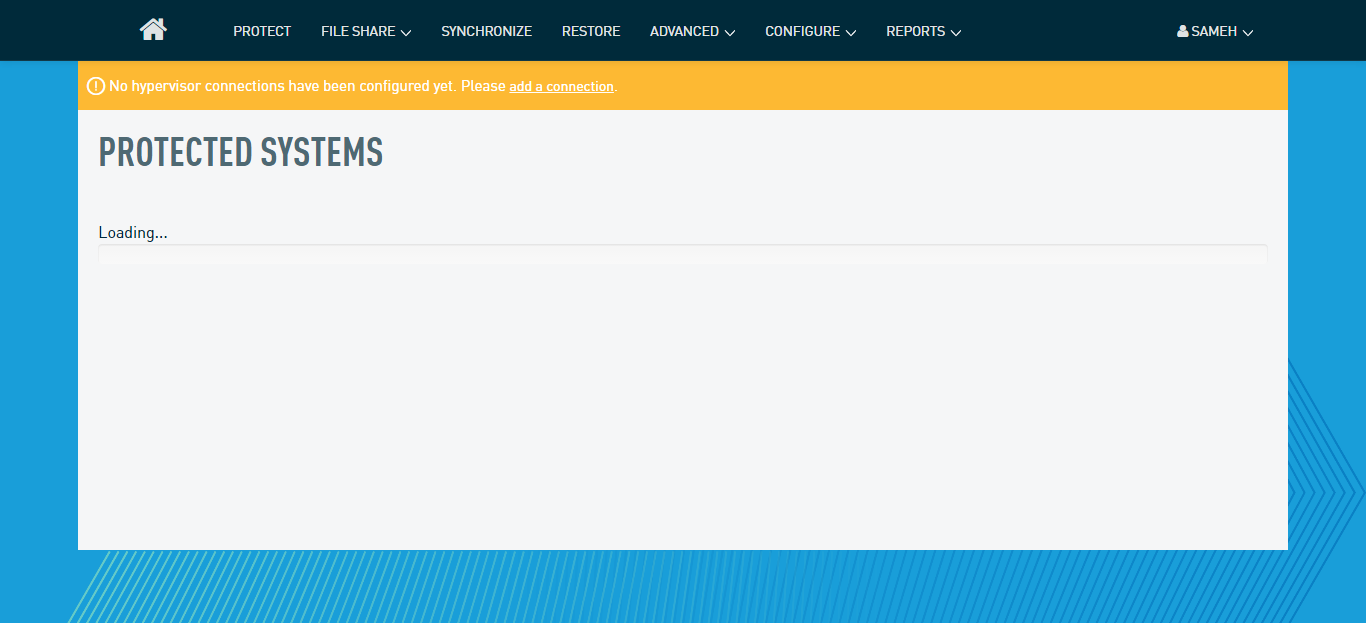 PROTECT FILE SHARE SYNCHRONIZE RESTORE ADVANCED CONFIGURE REPORTS SAMEH
No hypervisor connections have been configured yet. Please add a connection.
PROTECTED SYSTEMS
Loading...